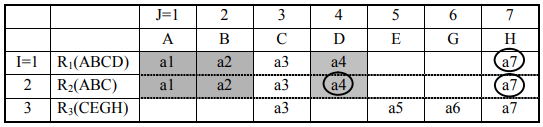 J=1 2 3 4 5 6 7
A B C D E G H
I=1 R₁(ABCD) a1 a2 a3 a4 a7
2 R₂(ABC) a1 a2 a3 a4 a7
3 R₃(CEGH) a3 a5 a6 a7